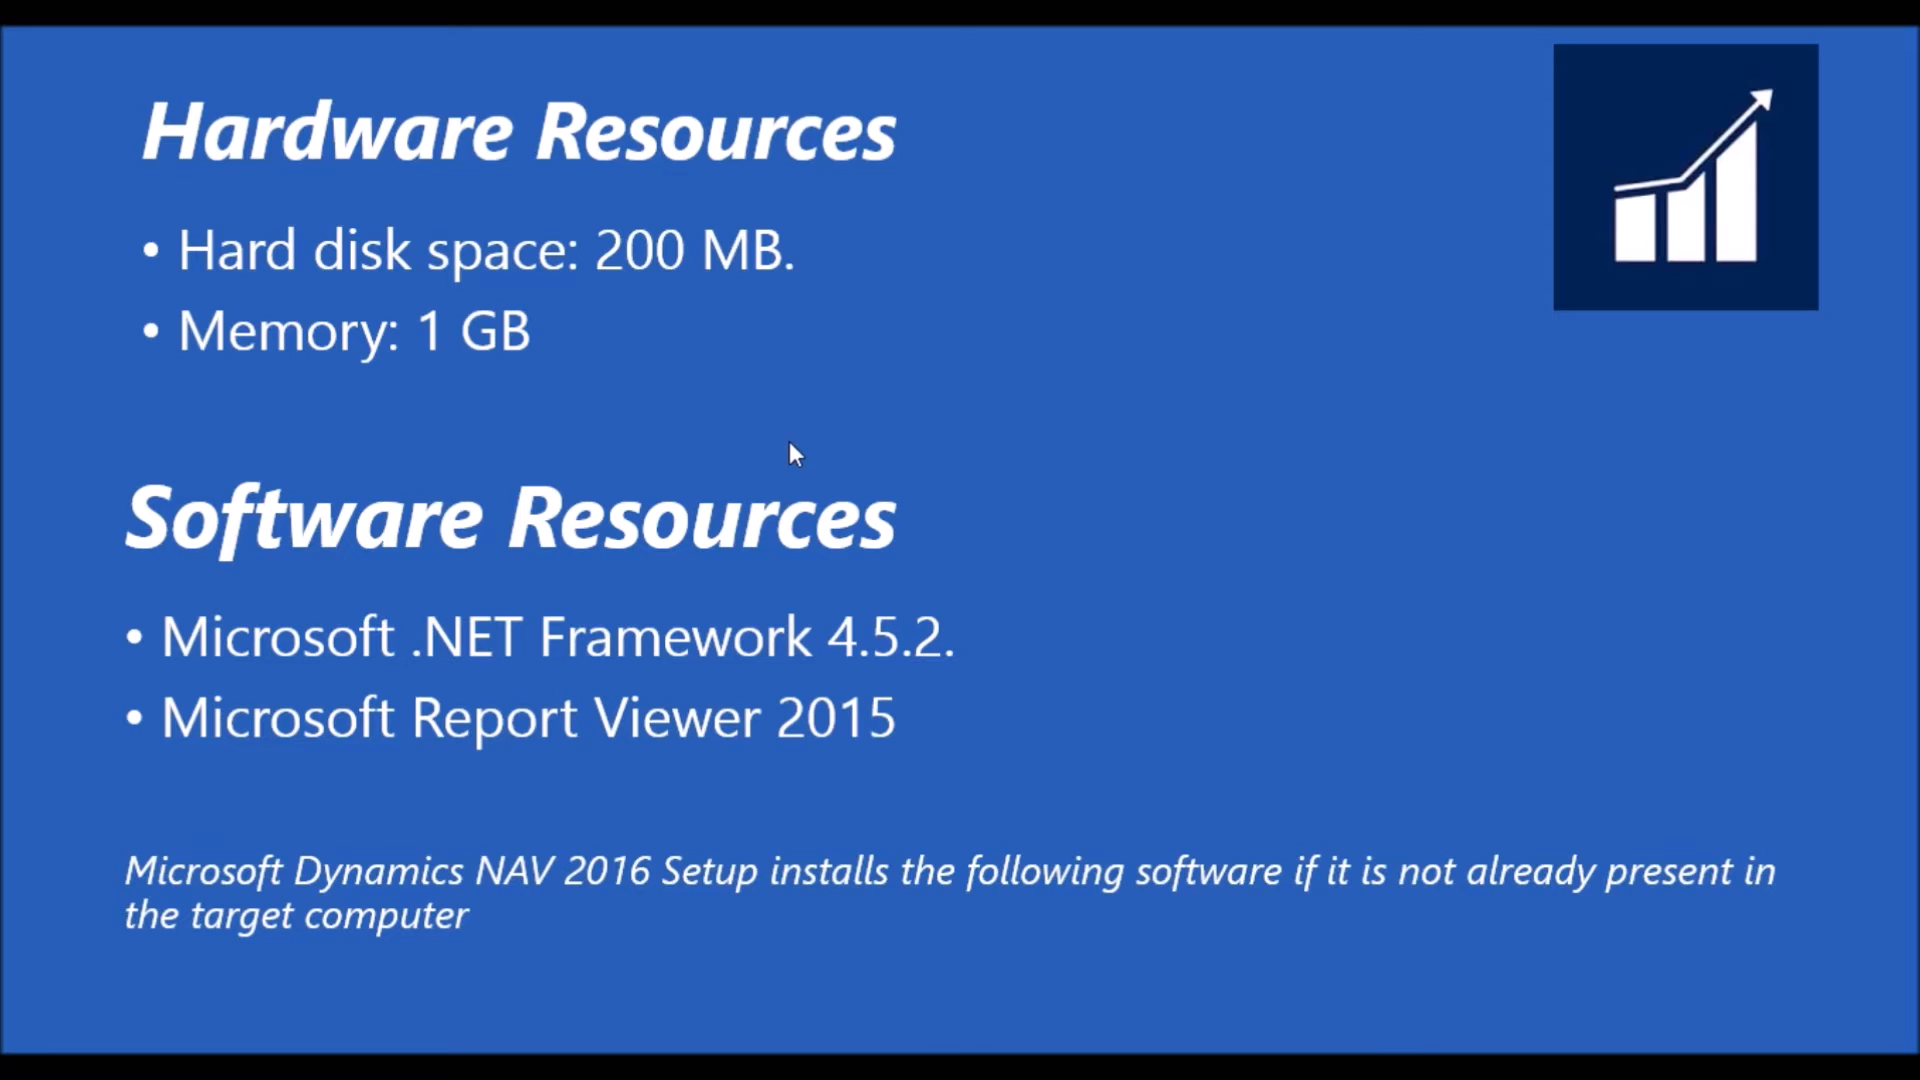 Hardware Resources
• Hard disk space: 200 MB.
• Memory: 1 GB
Software Resources
• Microsoft .NET Framework 4.5.2.
• Microsoft Report Viewer 2015
Microsoft Dynamics NAV 2016 Setup installs the following software if it is not already present in
the target computer